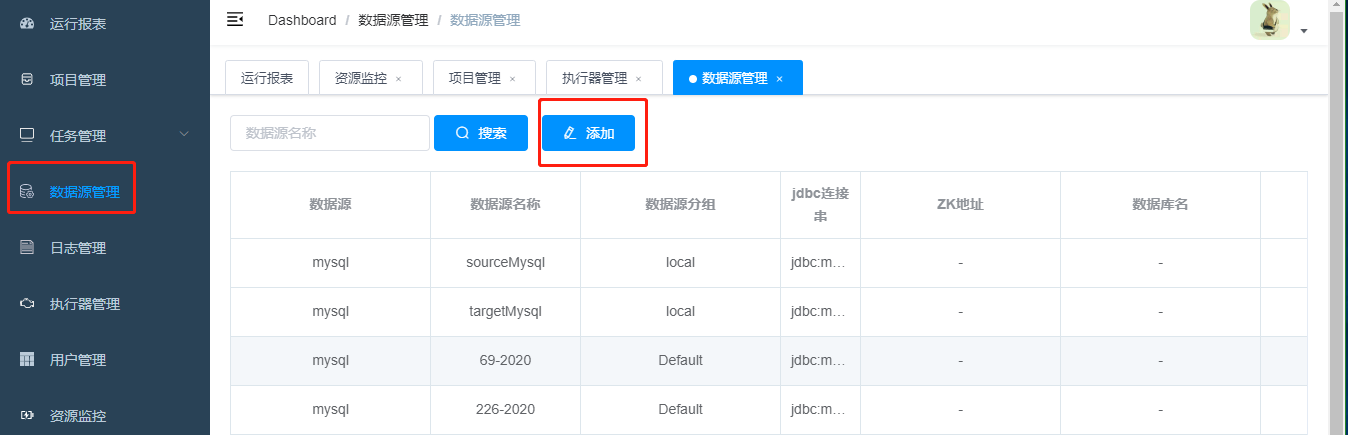 运行报表
项目管理
任务管理
数据源管理
日志管理
执行器管理
用户管理
资源监控
Dashboard / 数据源管理 / 数据源管理
运行报表 资源监控 × 项目管理 × 执行器管理 × 数据源管理 ×
数据源名称 搜索 添加
数据源 数据源名称 数据源分组 jdbc连接串 ZK地址 数据库名
mysql sourceMysql local jdbc:m... - -
mysql targetMysql local jdbc:m... - -
mysql 69-2020 Default jdbc:m... - -
mysql 226-2020 Default jdbc:m... - -